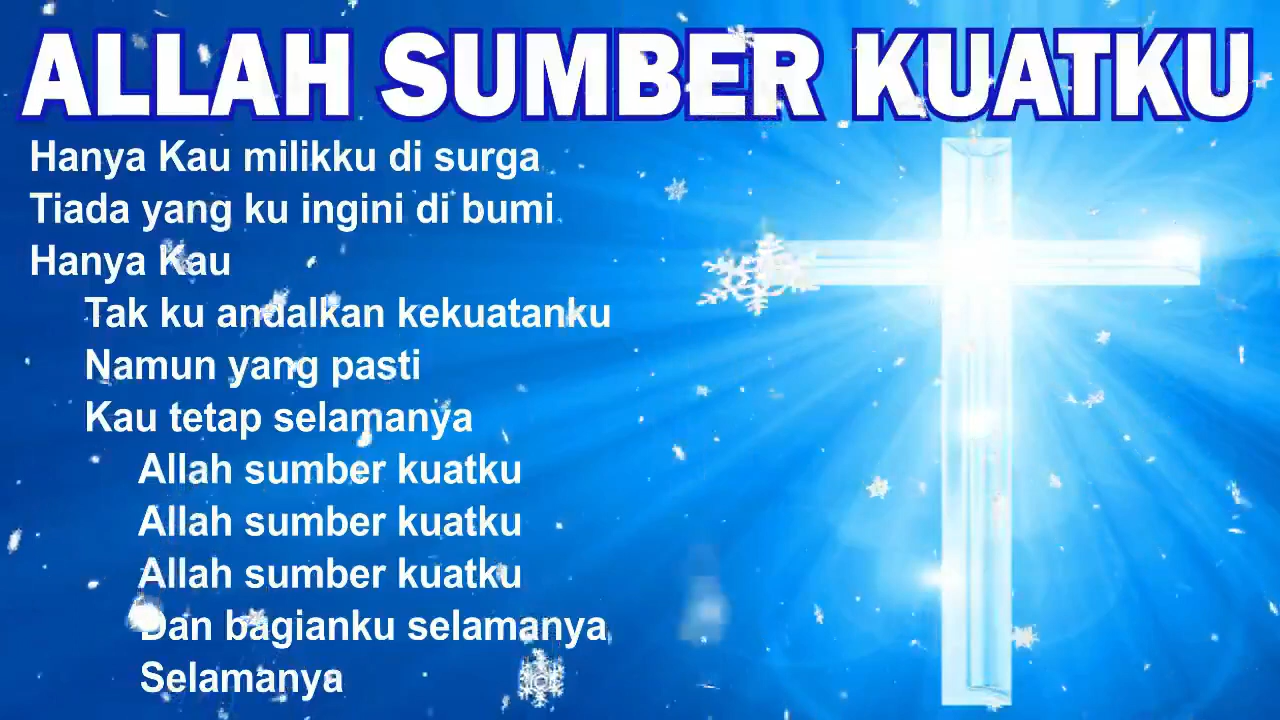 ALLAH SUMBER KUATKU
Hanya Kau milikku di surga
Tiada yang ku ingini di bumi
Hanya Kau
Tak ku andalkan kekuatanku
Namun yang pasti
Kau tetap selamanya
Allah sumber kuatku
Allah sumber kuatku
Allah sumber kuatku
Dan bagianku selamanya
Selamanya